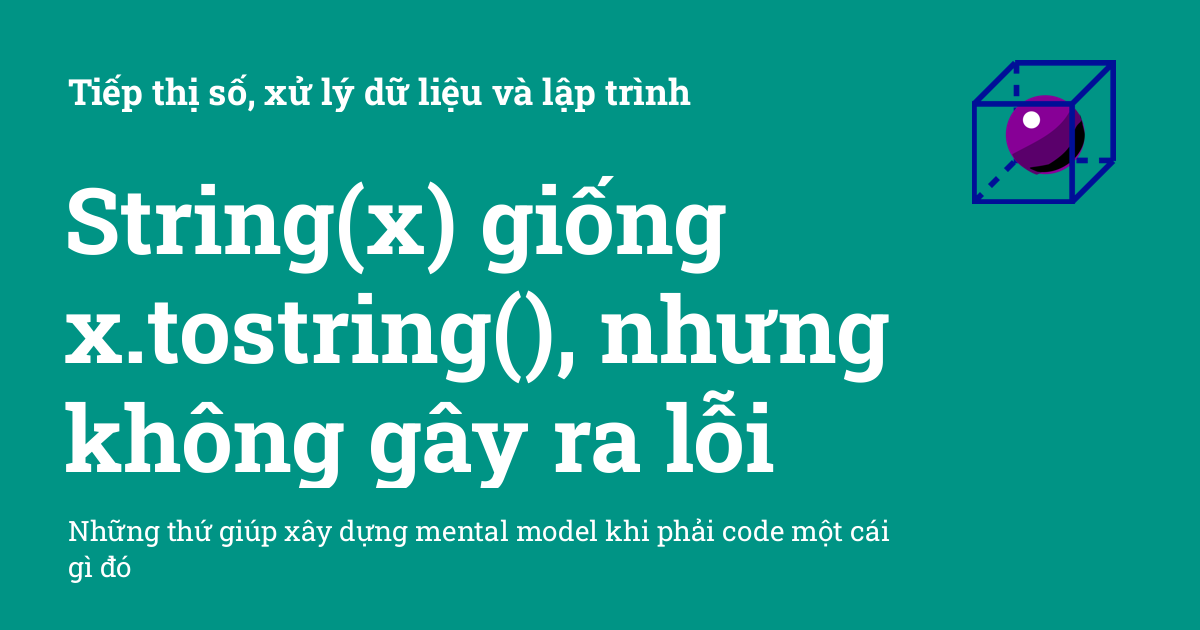 Tiếp thị số, xử lý dữ liệu và lập trình
String(x) giống
x.tostring(), nhưng
không gây ra lỗi
Những thứ giúp xây dựng mental model khi phải code một cái
gì đó